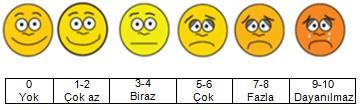 0 1-2 3-4 5-6 7-8 9-10
Yok Çok az Biraz Çok Fazla Dayanılmaz